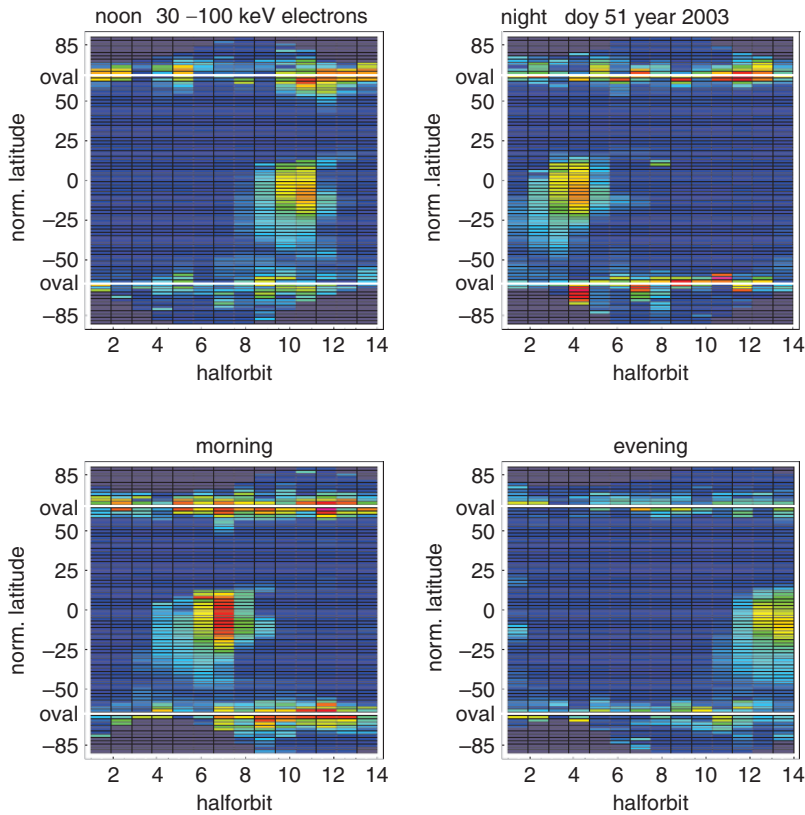 noon 30 –100 keV electrons
85
oval
50
25
0
–25
–50
oval
–85
norm. latitude
2 4 6 8 10 12 14
halforbit
night doy 51 year 2003
85
oval
50
25
0
–25
–50
oval
–85
norm .latitude
2 4 6 8 10 12 14
halforbit
morning
85
oval
50
25
0
–25
–50
oval
–85
norm. latitude
2 4 6 8 10 12 14
halforbit
evening
85
oval
50
25
0
–25
–50
oval
–85
norm. latitude
2 4 6 8 10 12 14
halforbit